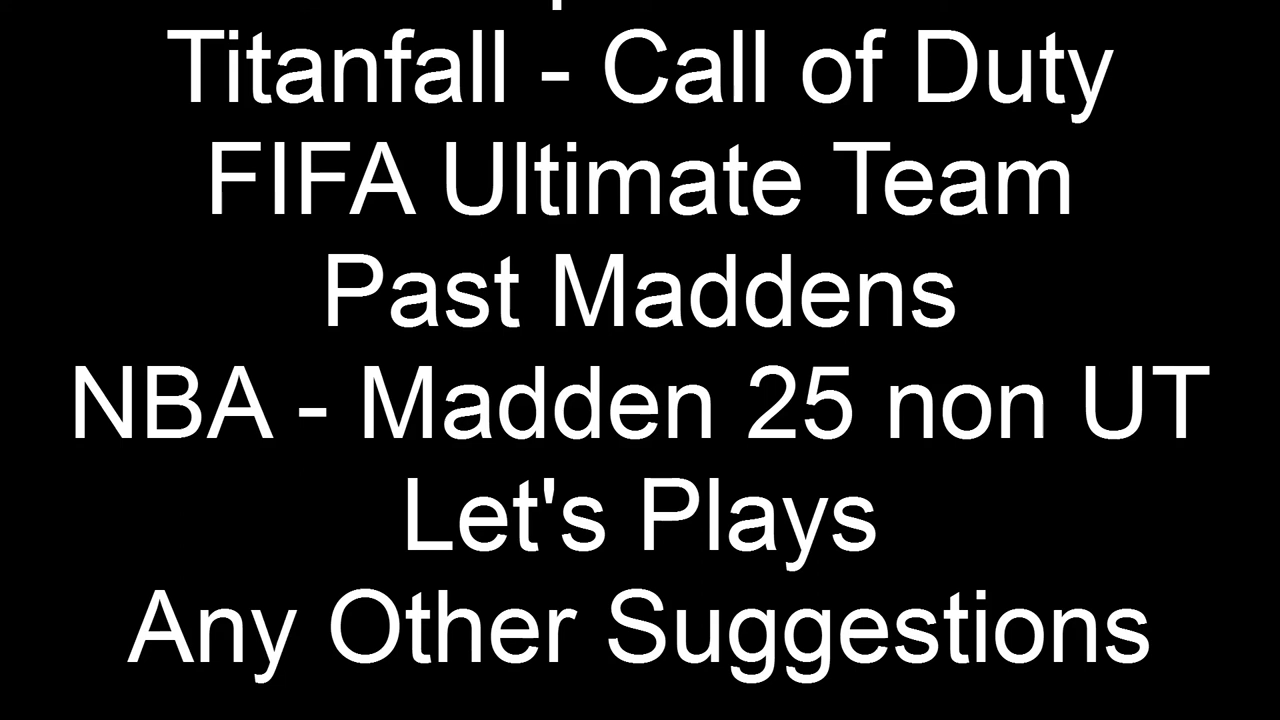 Titanfall - Call of Duty
FIFA Ultimate Team
Past Maddens
NBA - Madden 25 non UT
Let's Plays
Any Other Suggestions